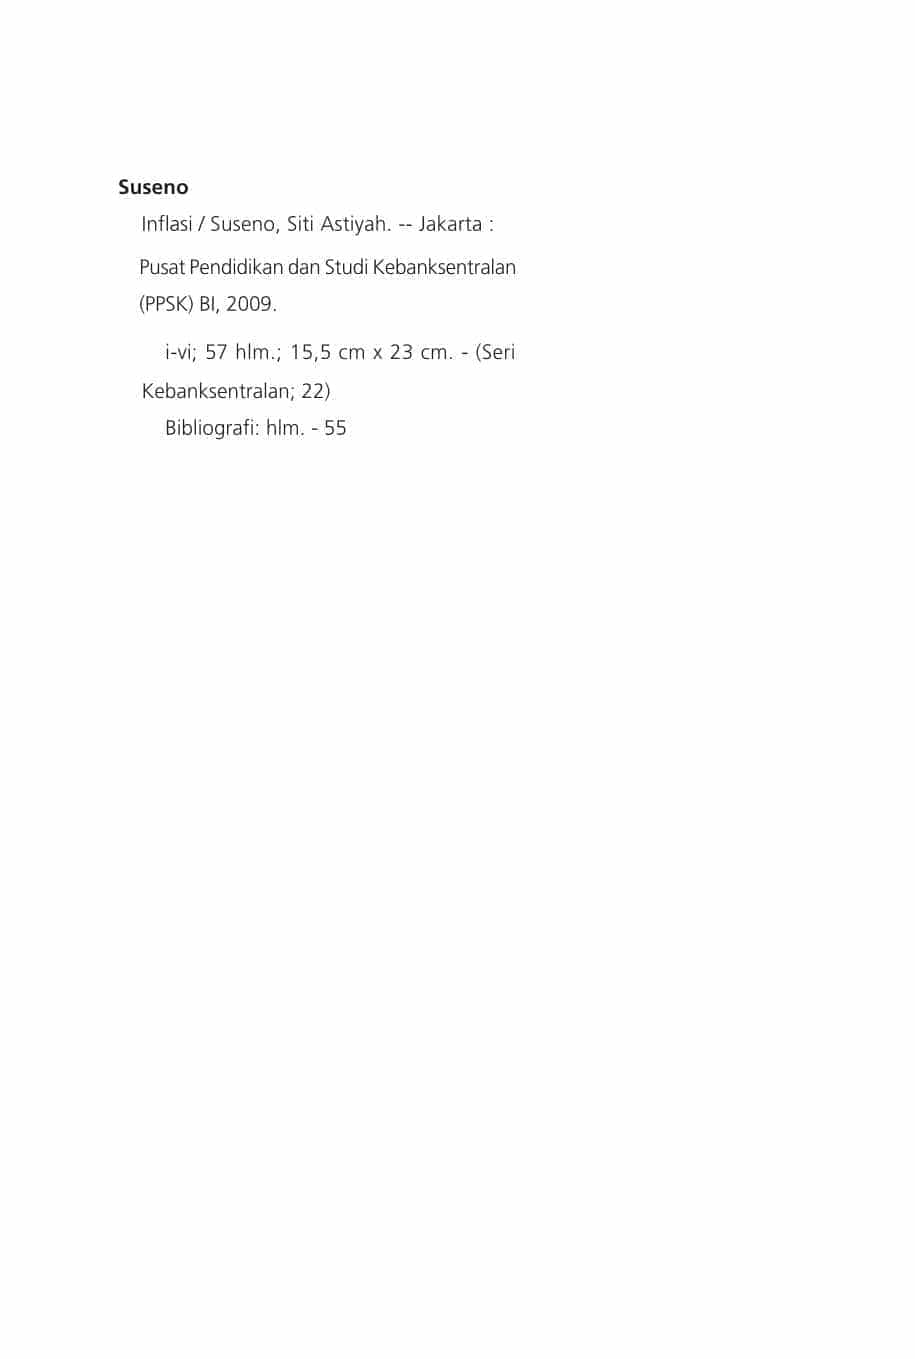 Suseno
Inflasi / Suseno, Siti Astiyah. -- Jakarta :
Pusat Pendidikan dan Studi Kebanksentralan
(PPSK) BI, 2009.
i-vi; 57 hlm.; 15,5 cm x 23 cm. - (Seri
Kebanksentralan; 22)
Bibliografi: hlm. - 55